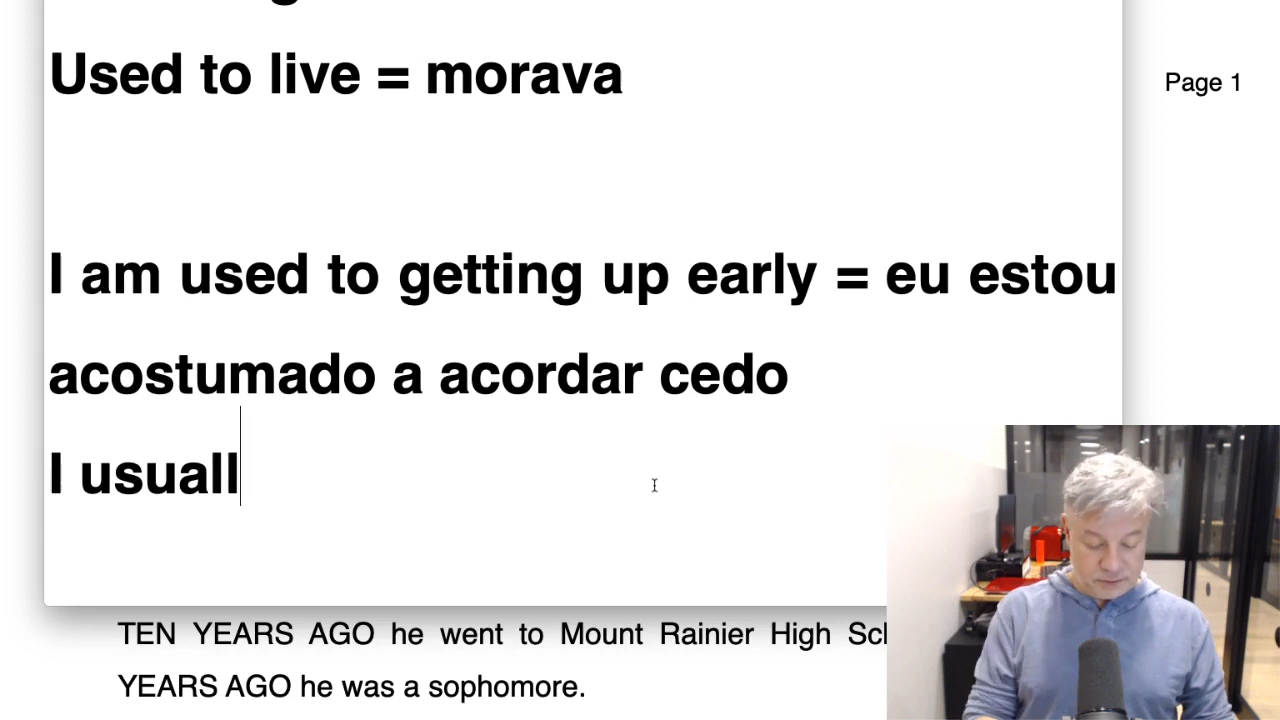 Used to live = morava
Page 1
I am used to getting up early = eu estou
acostumado a acordar cedo
I usuall
TEN YEARS AGO he went to Mount Rainier High
YEARS AGO he was a sophomore.